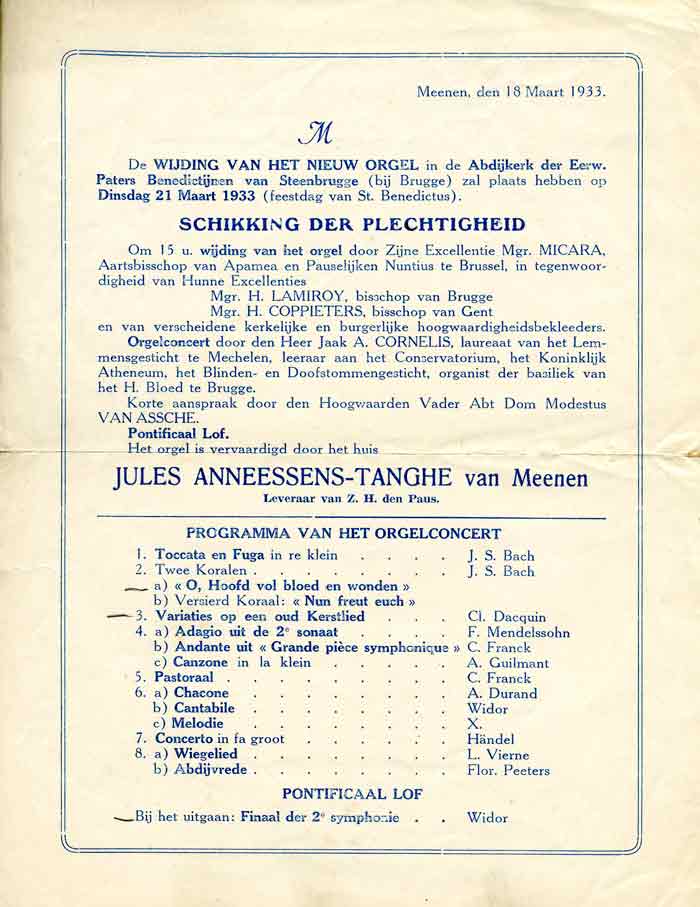 Meenen, den 18 Maart 1933.
M
De WIJDING VAN HET NIEUW ORGEL in de Abdijkerk der Eerw.
Paters Benedictijnen van Steenbrugge (bij Brugge) zal plaats hebben op
Dinsdag 21 Maart 1933 (feestdag van St. Benedictus).
SCHIKKING DER PLECHTIGHEID
Om 15 u. wijding van het orgel door Zijne Excellentie Mgr. MICARA,
Aartsbisschop van Apamea en Pauselijken Nuntius te Brussel, in tegenwoor-
digheid van Hunne Excellenties
Mgr. H. LAMIROY, bisschop van Brugge
Mgr. H. COPPIETERS, bisschop van Gent
en van verscheidene kerkelijke en burgerlijke hoogwaardigheidsbekleeders.
Orgelconcert door den Heer Jaak A. CORNELIS, laureaat van het Lem-
mensgesticht te Mechelen, leeraar aan het Conservatorium, het Koninklijk
Atheneum, het Blinden- en Doofstommengesticht, organist der basiliek van
het H. Bloed te Brugge.
Korte aanspraak door den Hoogwaarden Vader Abt Dom Modestus
VAN ASSCHE.
Pontificaal Lof.
Het orgel is vervaardigd door het huis
JULES ANNEESSENS-TANGHE van Meenen
Leveraar van Z. H. den Paus.
PROGRAMMA VAN HET ORGELCONCERT
1. Toccata en Fuga in re klein . . . . J. S. Bach
2. Twee Koralen . . . . . . . . J. S. Bach
a) « O, Hoofd vol bloed en wonden »
b) Versierd Koraal: « Nun freut euch »
3. Variaties op een oud Kerstlied . . . Cl. Dacquin
4. a) Adagio uit de 2e sonaat . . . . F. Mendelssohn
b) Andante uit « Grande pièce symphonique » C. Franck
c) Canzone in la klein . . . . . A. Guilmant
5. Pastoraal . . . . . . . . . C. Franck
6. a) Chacone . . . . . . . A. Durand
b) Cantabile . . . . . . . Widor
c) Melodie . . . . . . . X.
7. Concerto in fa groot . . . . . . Händel
8. a) Wiegelied . . . . . . . L. Vierne
b) Abdijvrede . . . . . . . Flor. Peeters
PONTIFICAAL LOF
Bij het uitgaan: Finaal der 2e symphonie . . Widor